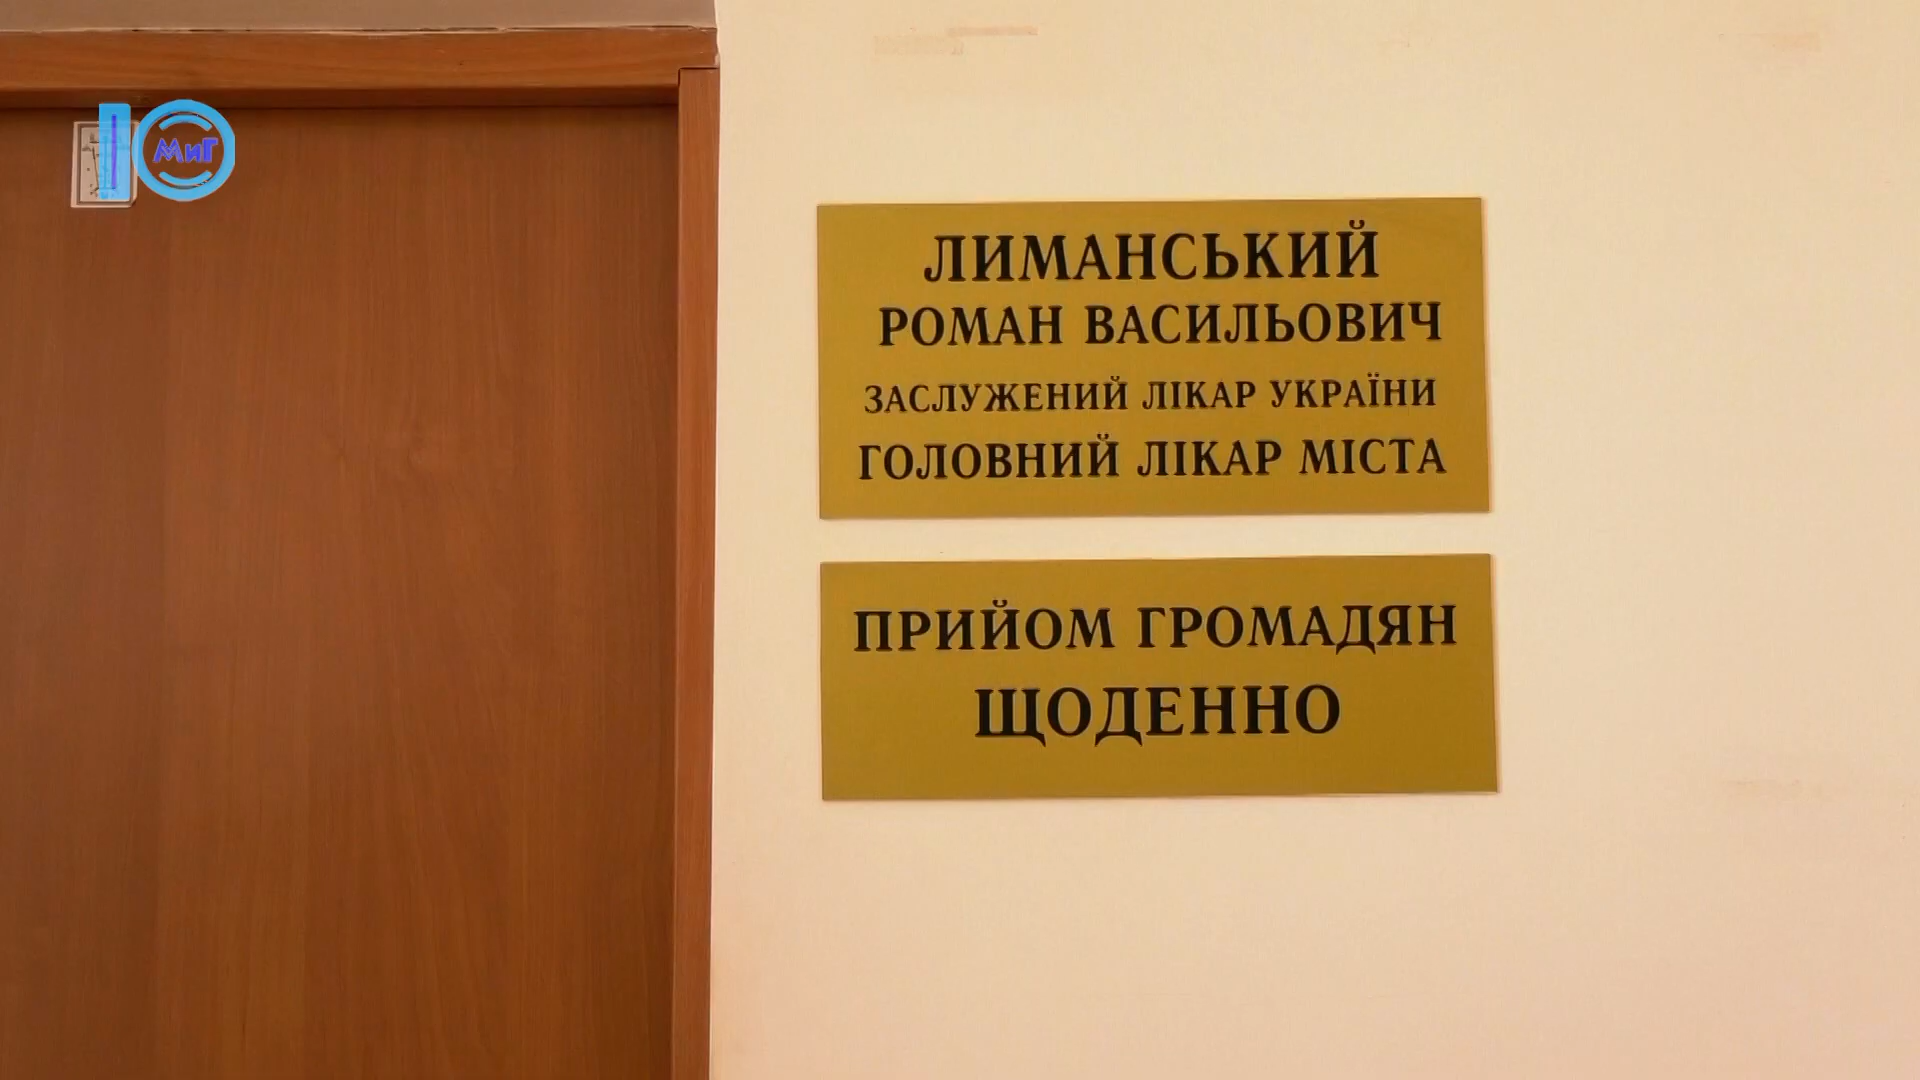 МиГ
ЛИМАНСЬКИЙ
РОМАН ВАСИЛЬОВИЧ
ЗАСЛУЖЕНИЙ ЛІКАР УКРАЇНИ
ГОЛОВНИЙ ЛІКАР МІСТА
ПРИЙОМ ГРОМАДЯН
ЩОДЕННО